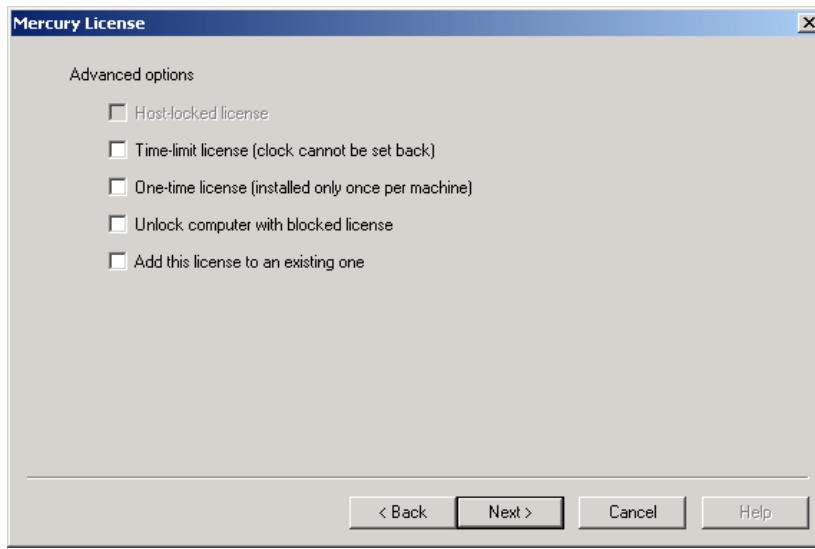 Mercury License
Advanced options
Host-locked license
Time-limit license (clock cannot be set back)
One-time license (installed only once per machine)
Unlock computer with blocked license
Add this license to an existing one
< Back Next > Cancel Help